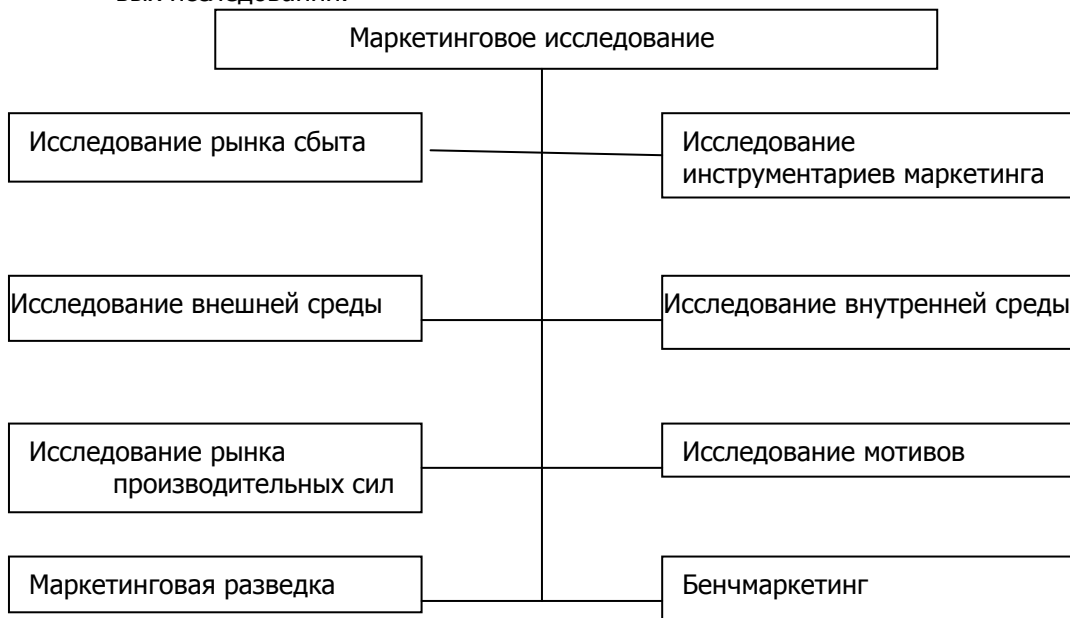 Маркетинговое исследование
Исследование рынка сбыта
Исследование
инструментариев маркетинга
Исследование внешней среды
Исследование внутренней среды
Исследование рынка
производительных сил
Исследование мотивов
Маркетинговая разведка
Бенчмаркетинг